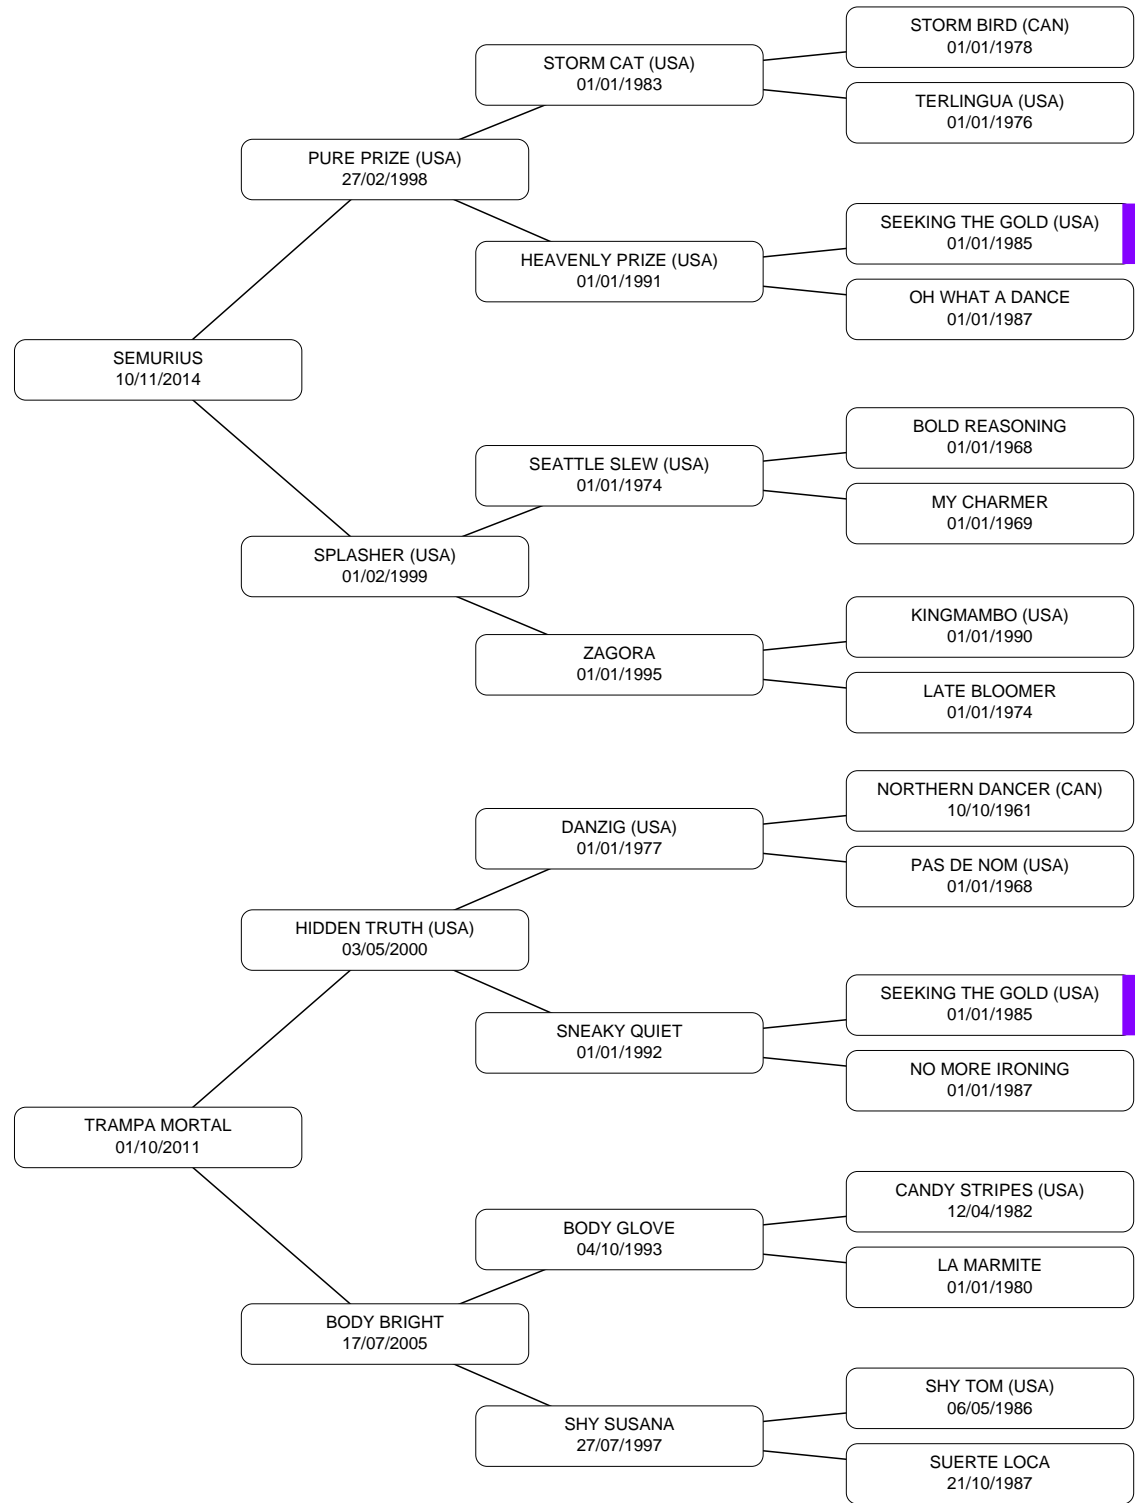 STORM BIRD (CAN)
01/01/1978
STORM CAT (USA)
01/01/1983
TERLINGUA (USA)
01/01/1976
PURE PRIZE (USA)
27/02/1998
SEEKING THE GOLD (USA)
01/01/1985
HEAVENLY PRIZE (USA)
01/01/1991
OH WHAT A DANCE
01/01/1987
SEMURIUS
10/11/2014
BOLD REASONING
01/01/1968
SEATTLE SLEW (USA)
01/01/1974
MY CHARMER
01/01/1969
SPLASHER (USA)
01/02/1999
KINGMAMBO (USA)
01/01/1990
ZAGORA
01/01/1995
LATE BLOOMER
01/01/1974
NORTHERN DANCER (CAN)
10/10/1961
DANZIG (USA)
01/01/1977
PAS DE NOM (USA)
01/01/1968
HIDDEN TRUTH (USA)
03/05/2000
SEEKING THE GOLD (USA)
01/01/1985
SNEAKY QUIET
01/01/1992
NO MORE IRONING
01/01/1987
TRAMPA MORTAL
01/10/2011
CANDY STRIPES (USA)
12/04/1982
BODY GLOVE
04/10/1993
LA MARMITE
01/01/1980
BODY BRIGHT
17/07/2005
SHY TOM (USA)
06/05/1986
SHY SUSANA
27/07/1997
SUERTE LOCA
21/10/1987